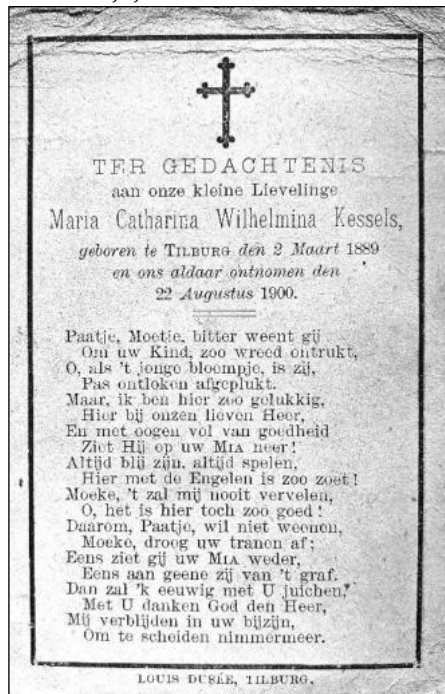 TER GEDACHTENIS
aan onze kleine Lievelinge
Maria Catharina Wilhelmina Kessels,
geboren te TILBURG den 2 Maart 1889
en ons aldaar ontnomen den
22 Augustus 1900.
Paatje, Moetje, bitter weent gij
Om uw Kind, zoo wreed ontrukt,
O, als 't jonge bloempje, is zij,
Pas ontloken afgeplukt.
Maar, ik ben hier zoo gelukkig,
Hier bij onzen lieven Heer,
En met oogen vol van goedheid
Ziet Hij op uw MIA neer!
Altijd blij zijn, altijd spelen,
Hier met de Engelen is zoo zoet!
Moeke, 't zal mij nooit vervelen,
O, het is hier toch zoo goed!
Daarom, Paatje, wil niet weenen,
Moeke, droog uw tranen af;
Eens ziet gij uw MIA weder,
Eens aan geene zij van 't graf.
Dan zal 'k eeuwig met U juichen,
Met U danken God den Heer,
Mij verblijden in uw bijzijn,
Om te scheiden nimmermeer.
LOUIS DUSÉE, TILBURG.